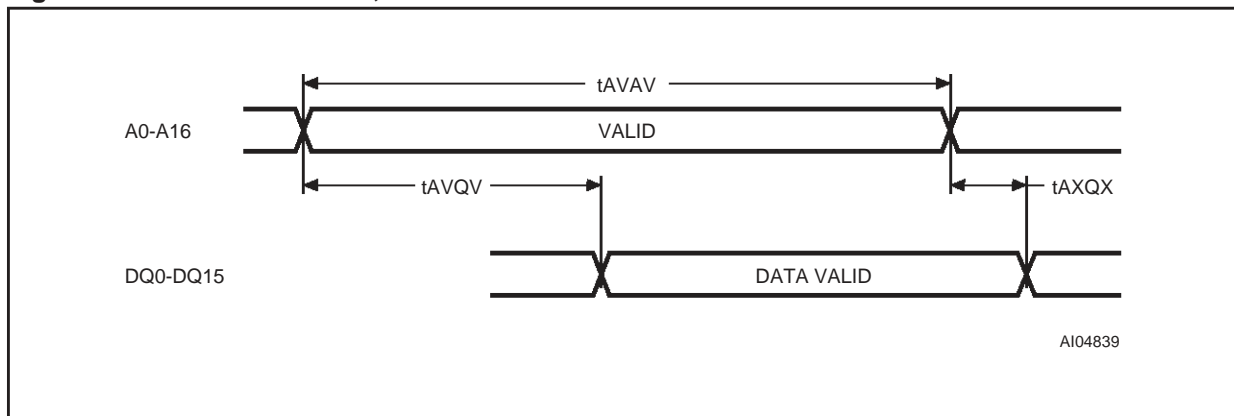 tAVAV
A0-A16
VALID
tAVQV
tAXQX
DQ0-DQ15
DATA VALID
AI04839